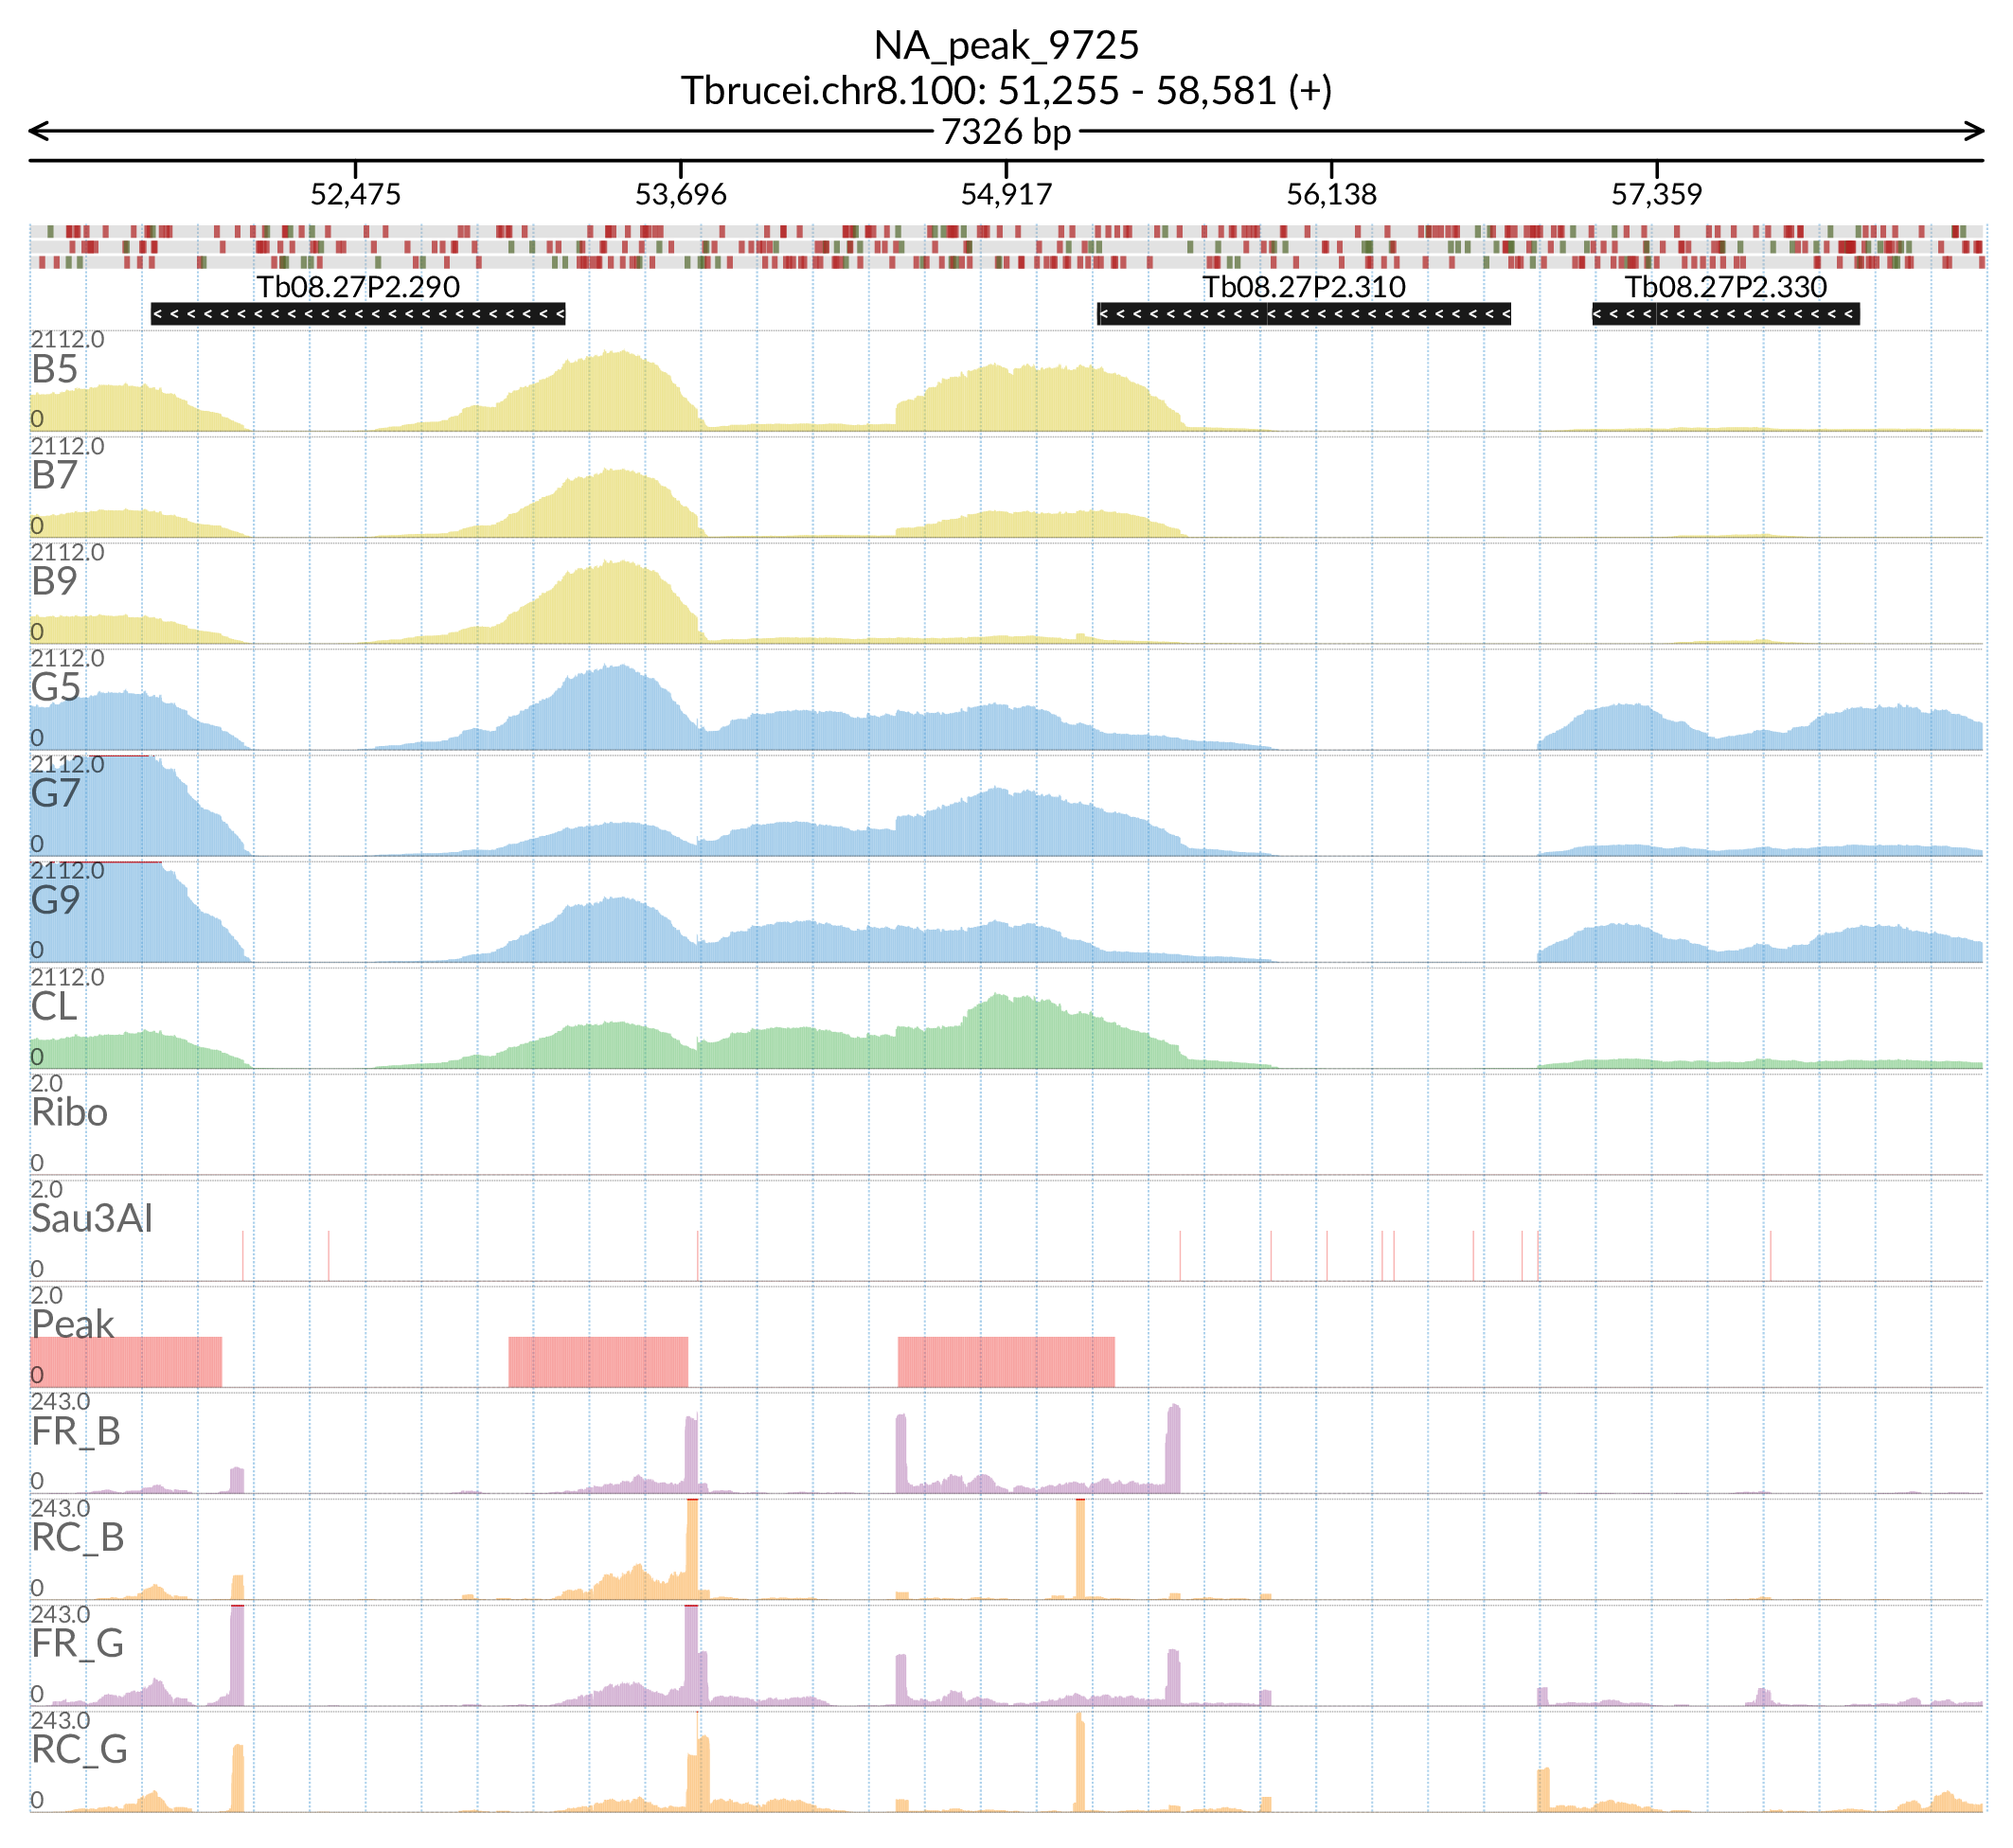 NA_peak_9725
Tbrucei.chr8.100: 51,255 - 58,581 (+)
7326 bp
52,475 53,696 54,917 56,138 57,359
Tb08.27P2.290 Tb08.27P2.310 Tb08.27P2.330
2112.0
B5
0
2112.0
B7
0
2112.0
B9
0
2112.0
G5
0
2112.0
G7
0
2112.0
G9
0
2112.0
CL
0
2.0
Ribo
0
2.0
Sau3AI
0
2.0
Peak
0
243.0
FR_B
0
243.0
RC_B
0
243.0
FR_G
0
243.0
RC_G
0